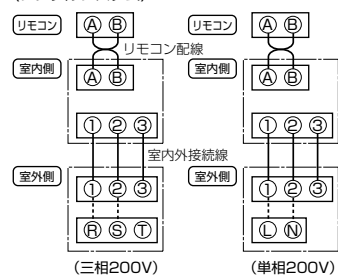 リモコン Ⓐ Ⓑ リモコン Ⓐ Ⓑ
リモコン配線
室内側 Ⓐ Ⓑ 室内側 Ⓐ Ⓑ
① ② ③ ① ② ③
室内外接続線
室外側 ① ② ③ 室外側 ① ② ③
Ⓡ Ⓢ Ⓣ Ⓛ Ⓝ
(三相200V) (単相200V)